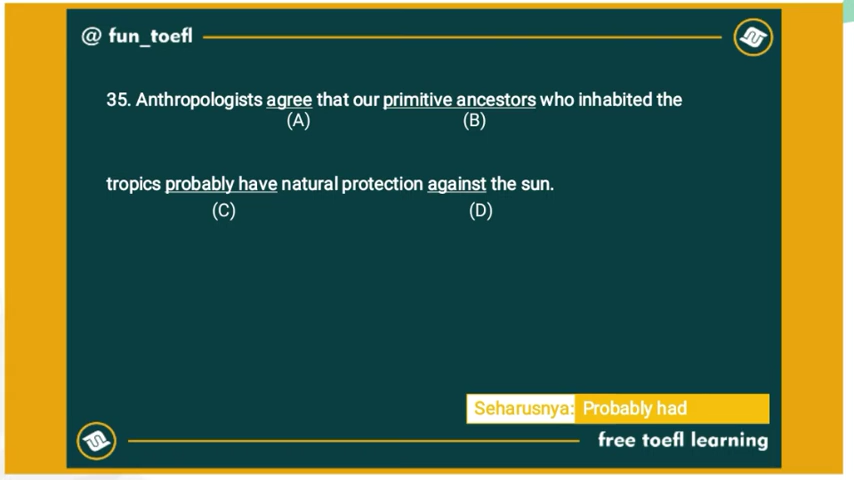 @ fun_toefl
35. Anthropologists agree that our primitive ancestors who inhabited the
(A) (B)
tropics probably have natural protection against the sun.
(C) (D)
Seharusnya: Probably had
free toefl learning